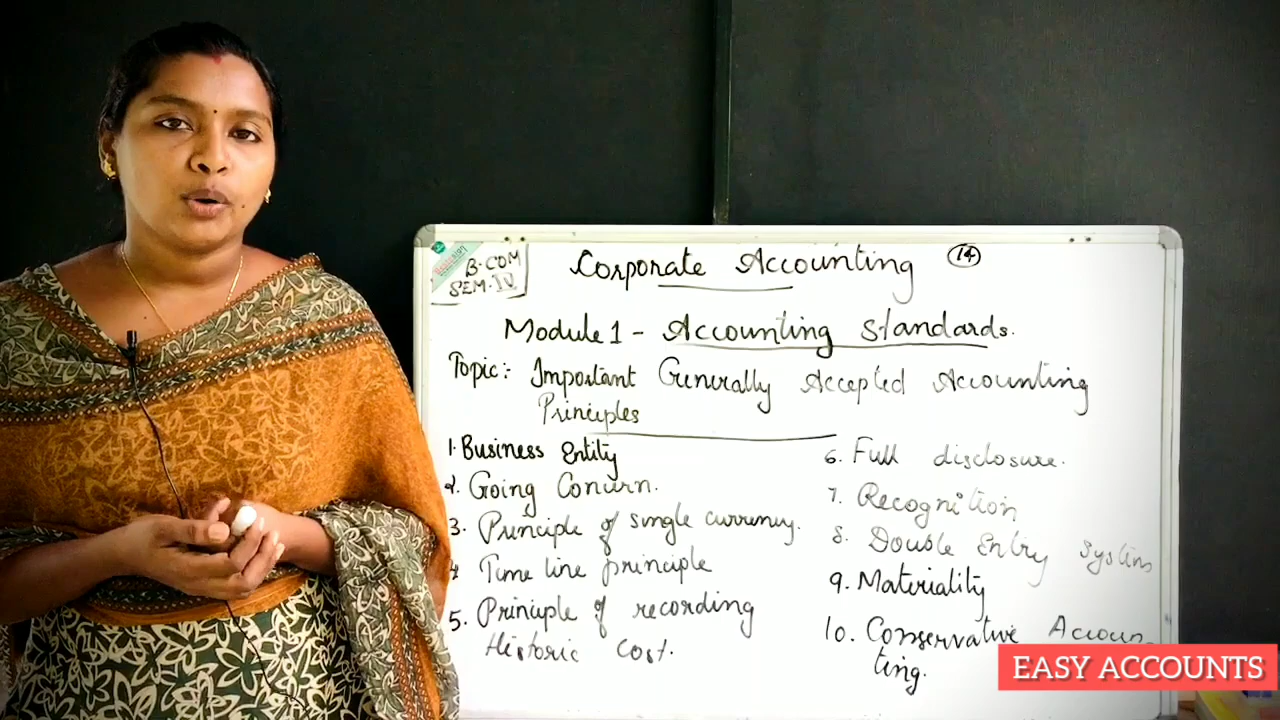 B.COM
SEM.IV
Corporate Accounting 14
Module 1 - Accounting Standards.
Topic:- Important Generally Accepted Accounting
Principles
1. Business Entity
2. Going Concern.
3. Principle of single currency.
4 Time line principle
5. Principle of recording
Historic Cost.
6. Full disclosure.
7. Recognition
8. Double Entry System
9. Materiality
10. Conservative Accoun
ting.
EASY ACCOUNTS